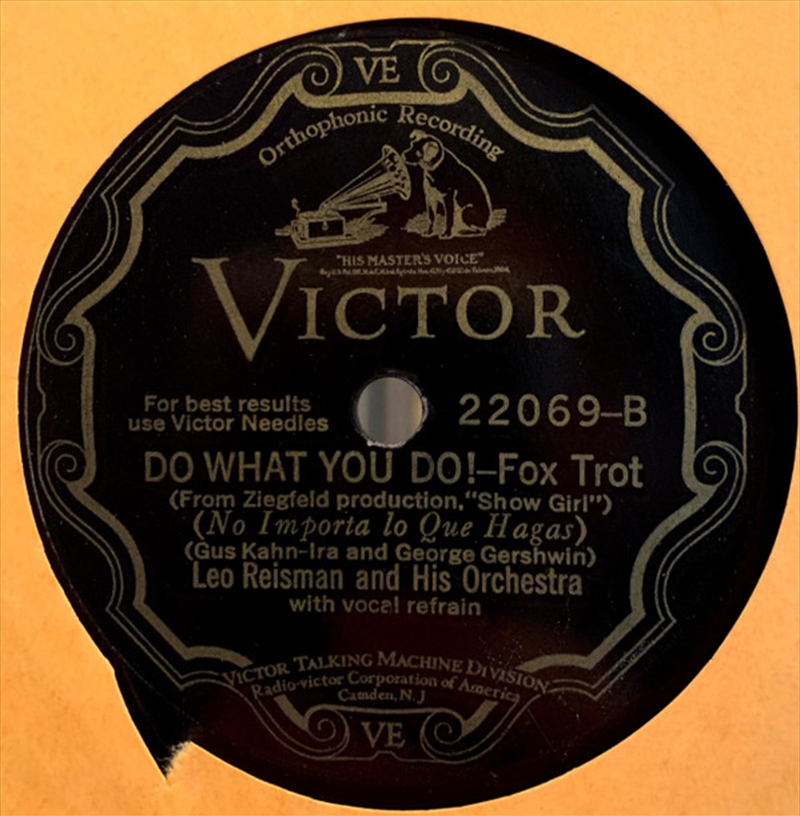 VE
Orthophonic Recording
"HIS MASTER'S VOICE"
VICTOR
For best results
use Victor Needles
22069-B
DO WHAT YOU DO!-Fox Trot
(From Ziegfeld production, "Show Girl")
(No Importa lo Que Hagas)
(Gus Kahn-Ira and George Gershwin)
Leo Reisman and His Orchestra
with vocal refrain
VICTOR TALKING MACHINE DIVISION
Radio-victor Corporation of America
Camden, N. J
VE